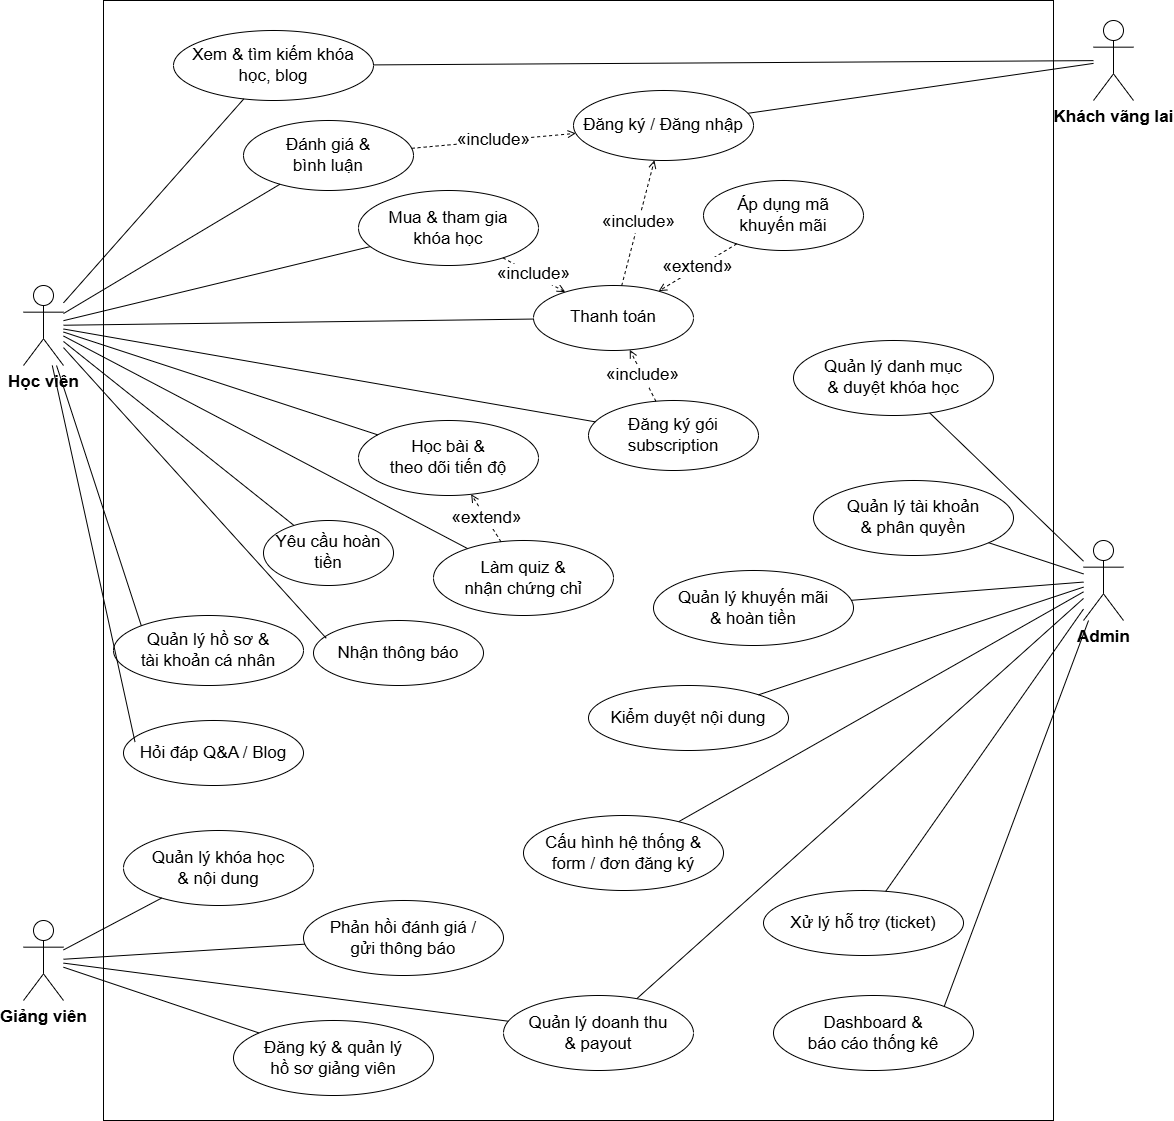 Xem & tìm kiếm khóa
học, blog
Khách vãng lai
Đăng ký / Đăng nhập
Đánh giá &
bình luận
«include»
Mua & tham gia
khóa học
Áp dụng mã
khuyến mãi
«include»
«include»
«extend»
Thanh toán
Học viên
«include»
Quản lý danh mục
& duyệt khóa học
Đăng ký gói
subscription
Học bài &
theo dõi tiến độ
«extend»
Quản lý tài khoản
& phân quyền
Yêu cầu hoàn
tiền
Làm quiz &
nhận chứng chỉ
Quản lý khuyến mãi
& hoàn tiền
Admin
Quản lý hồ sơ &
tài khoản cá nhân
Nhận thông báo
Kiểm duyệt nội dung
Hỏi đáp Q&A / Blog
Quản lý khóa học
& nội dung
Cấu hình hệ thống &
form / đơn đăng ký
Phản hồi đánh giá /
gửi thông báo
Xử lý hỗ trợ (ticket)
Giảng viên
Quản lý doanh thu
& payout
Dashboard &
báo cáo thống kê
Đăng ký & quản lý
hồ sơ giảng viên